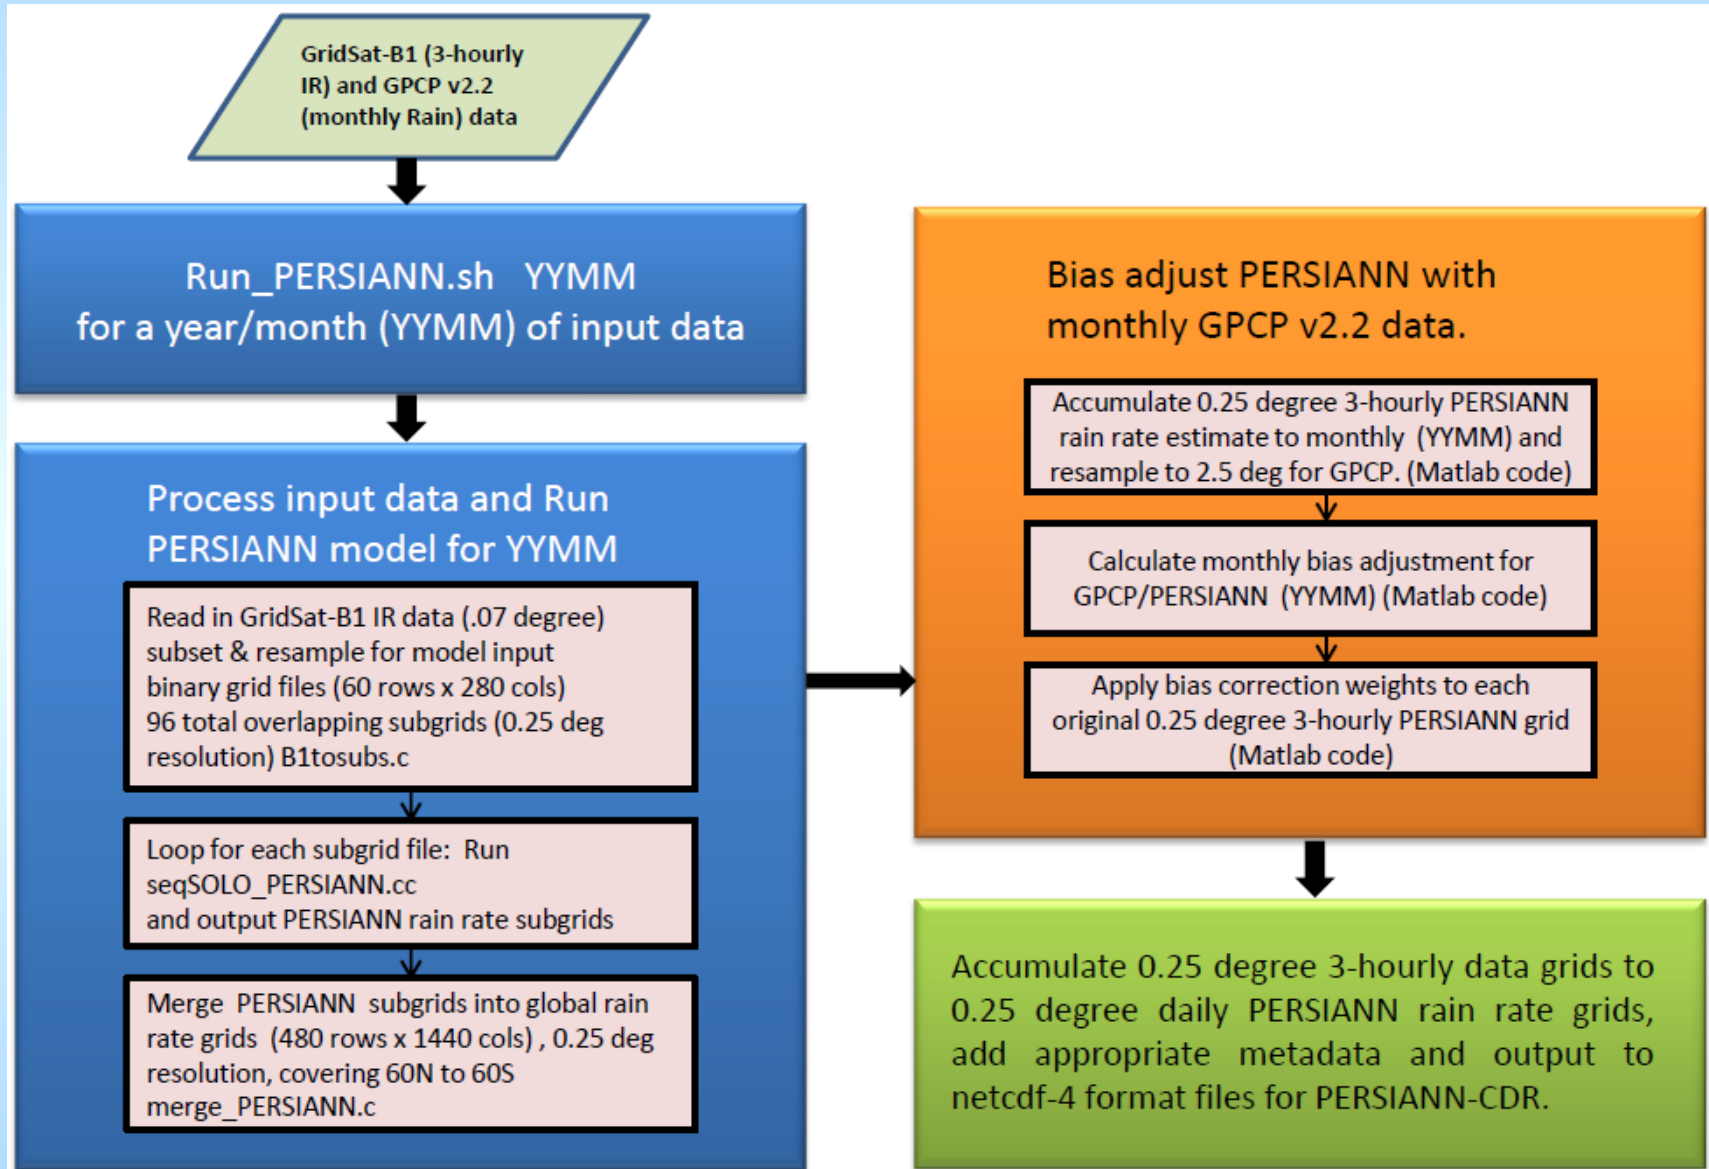 GridSat-B1 (3-hourly
IR) and GPCP v2.2
(monthly Rain) data
Run_PERSIANN.sh YYMM
for a year/month (YYMM) of input data
Process input data and Run
PERSIANN model for YYMM
Read in GridSat-B1 IR data (.07 degree)
subset & resample for model input
binary grid files (60 rows x 280 cols)
96 total overlapping subgrids (0.25 deg
resolution) B1tosubs.c
Loop for each subgrid file: Run
seqSOLO_PERSIANN.cc
and output PERSIANN rain rate subgrids
Merge PERSIANN subgrids into global rain
rate grids (480 rows x 1440 cols) , 0.25 deg
resolution, covering 60N to 60S
merge_PERSIANN.c
Bias adjust PERSIANN with
monthly GPCP v2.2 data.
Accumulate 0.25 degree 3-hourly PERSIANN
rain rate estimate to monthly (YYMM) and
resample to 2.5 deg for GPCP. (Matlab code)
Calculate monthly bias adjustment for
GPCP/PERSIANN (YYMM) (Matlab code)
Apply bias correction weights to each
original 0.25 degree 3-hourly PERSIANN grid
(Matlab code)
Accumulate 0.25 degree 3-hourly data grids to
0.25 degree daily PERSIANN rain rate grids,
add appropriate metadata and output to
netcdf-4 format files for PERSIANN-CDR.